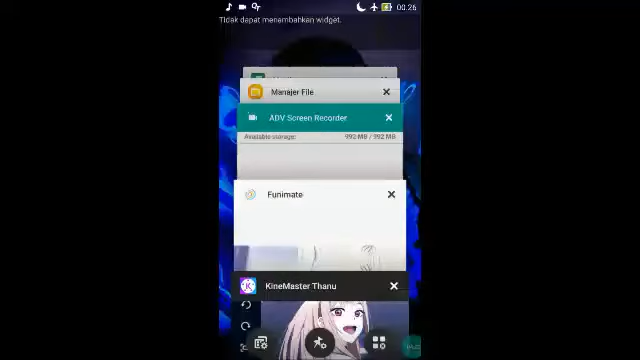 00.26
Tidak dapat menambahkan widget.
Manajer File
ADV Screen Recorder
Available storage: 992 MB / 992 MB
Funimate
KineMaster Thanu